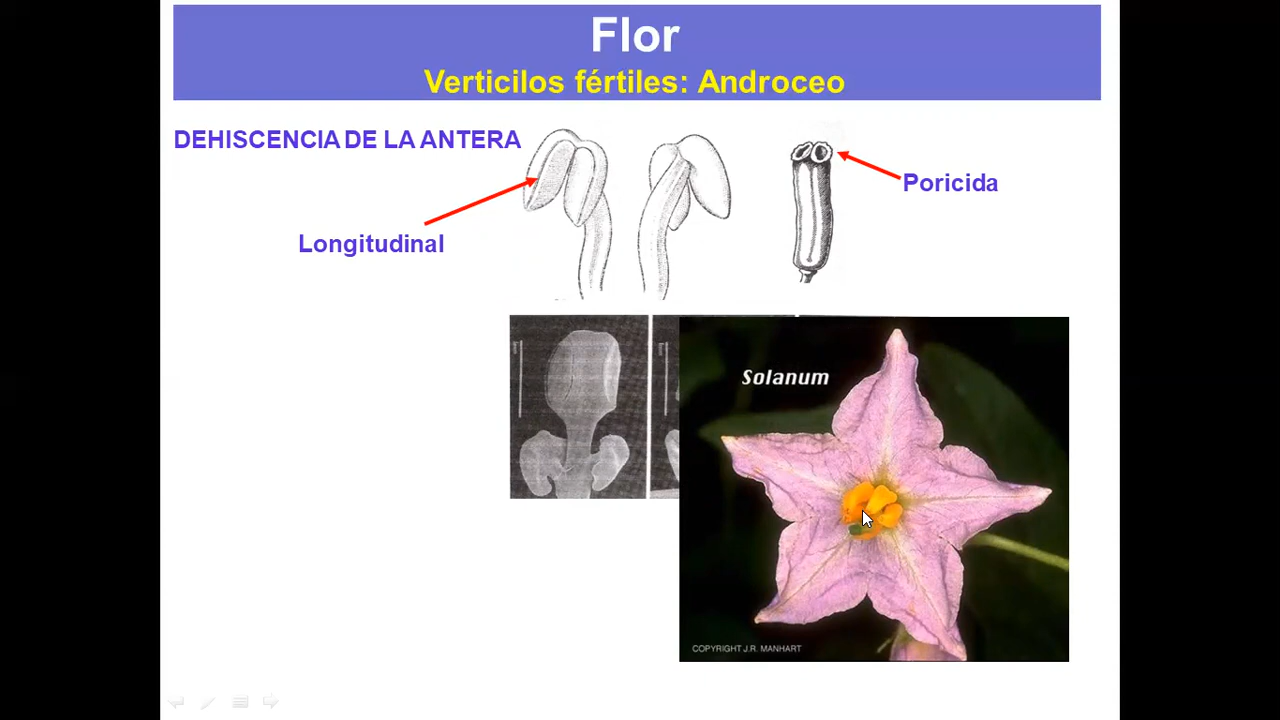 Flor
Verticilos fértiles: Androceo
DEHISCENCIA DE LA ANTERA
Poricida
Longitudinal
Solanum
COPYRIGHT J.R. MANHART